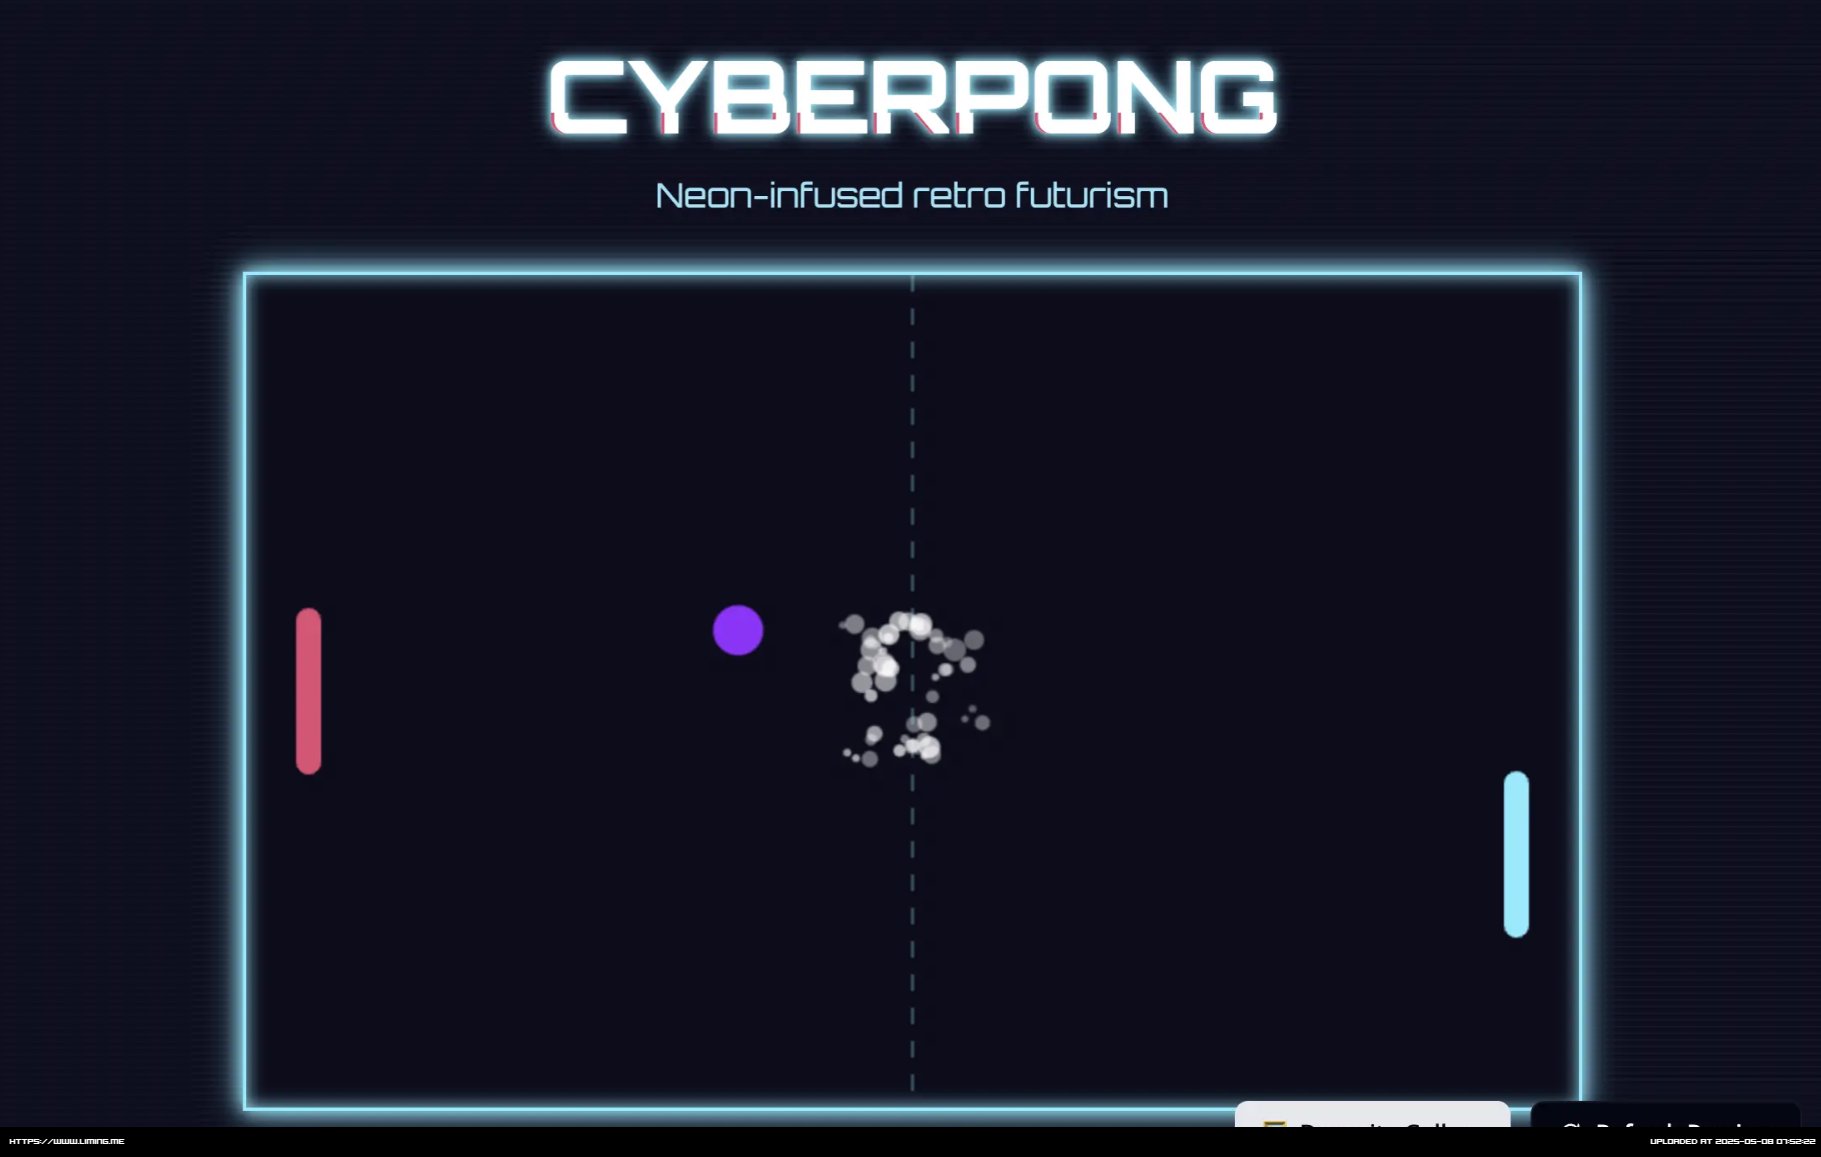 CYBERPONG
Neon-infused retro futurism
HTTPS://WWW.LIMING.ME
UPLOADED AT 2025-05-08 07:52:22